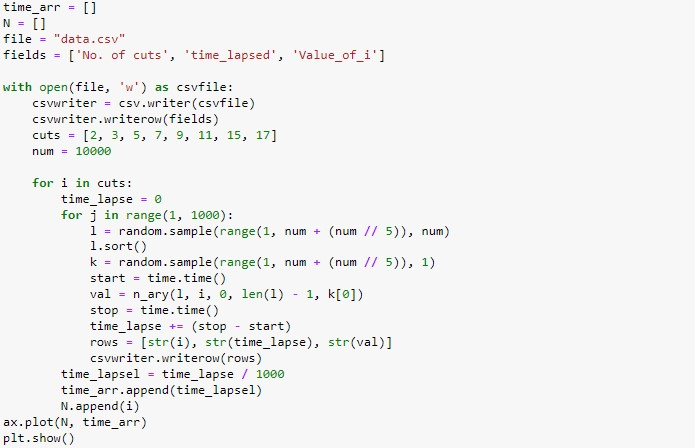 time_arr = []
N = []
file = "data.csv"
fields = ['No. of cuts', 'time_lapsed', 'Value_of_i']

with open(file, 'w') as csvfile:
    csvwriter = csv.writer(csvfile)
    csvwriter.writerow(fields)
    cuts = [2, 3, 5, 7, 9, 11, 15, 17]
    num = 10000

    for i in cuts:
        time_lapse = 0
        for j in range(1, 1000):
            l = random.sample(range(1, num + (num // 5)), num)
            l.sort()
            k = random.sample(range(1, num + (num // 5)), 1)
            start = time.time()
            val = n_ary(l, i, 0, len(l) - 1, k[0])
            stop = time.time()
            time_lapse += (stop - start)
            rows = [str(i), str(time_lapse), str(val)]
            csvwriter.writerow(rows)
        time_lapsel = time_lapse / 1000
        time_arr.append(time_lapsel)
        N.append(i)
ax.plot(N, time_arr)
plt.show()